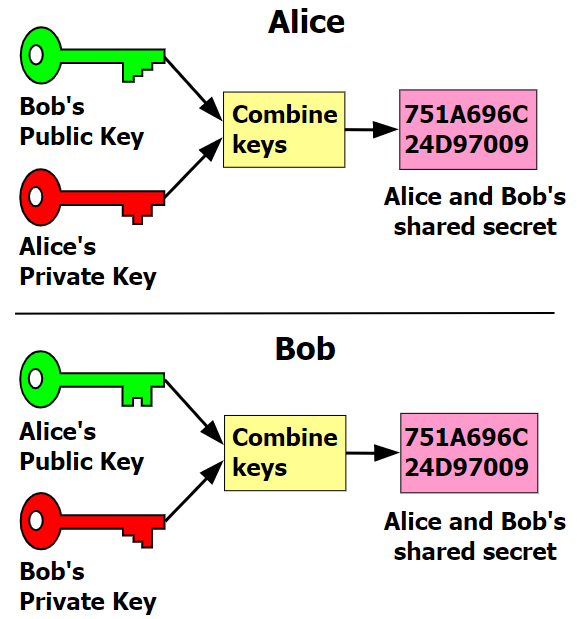 Alice
Bob's
Public Key
Combine
keys
751A696C
24D97009
Alice's
Private Key
Alice and Bob's
shared secret
Bob
Alice's
Public Key
Combine
keys
751A696C
24D97009
Bob's
Private Key
Alice and Bob's
shared secret